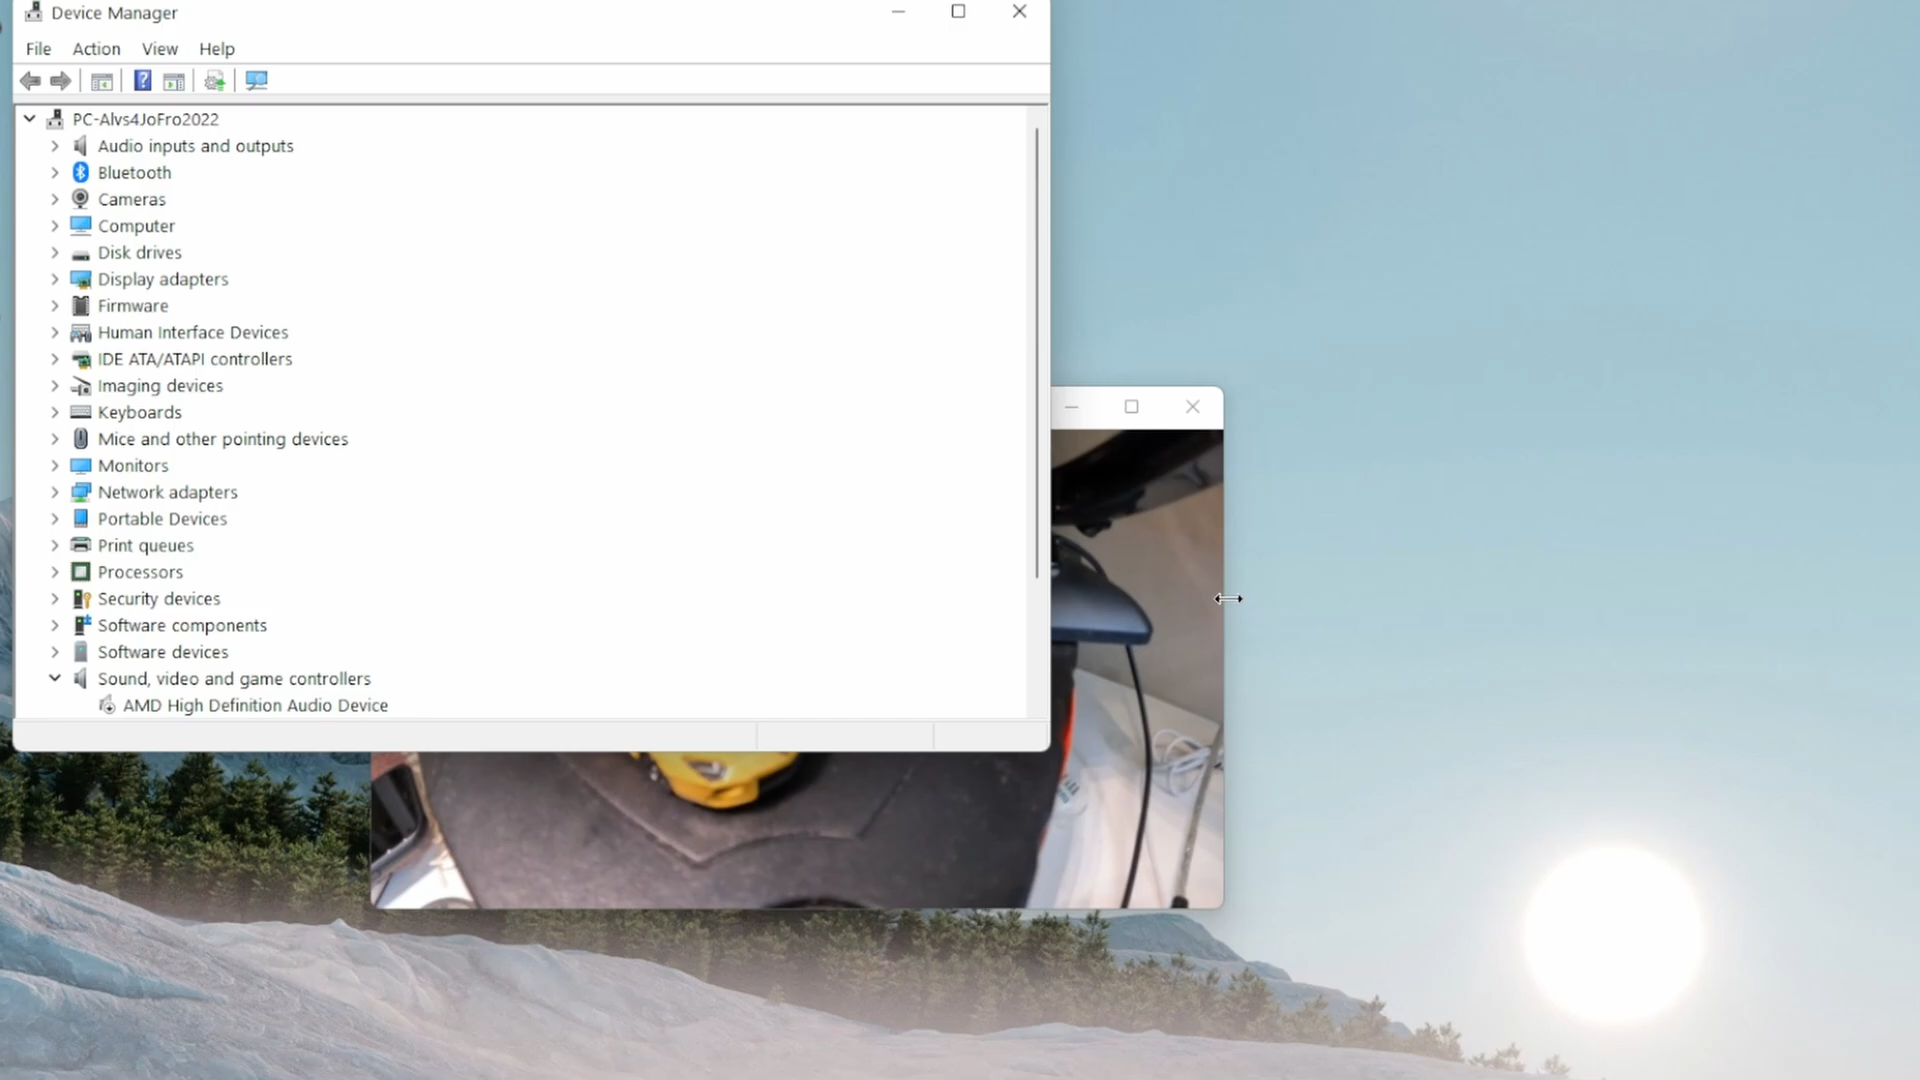 Device Manager
File Action View Help
PC-Alvs4JoFro2022
Audio inputs and outputs
Bluetooth
Cameras
Computer
Disk drives
Display adapters
Firmware
Human Interface Devices
IDE ATA/ATAPI controllers
Imaging devices
Keyboards
Mice and other pointing devices
Monitors
Network adapters
Portable Devices
Print queues
Processors
Security devices
Software components
Software devices
Sound, video and game controllers
AMD High Definition Audio Device